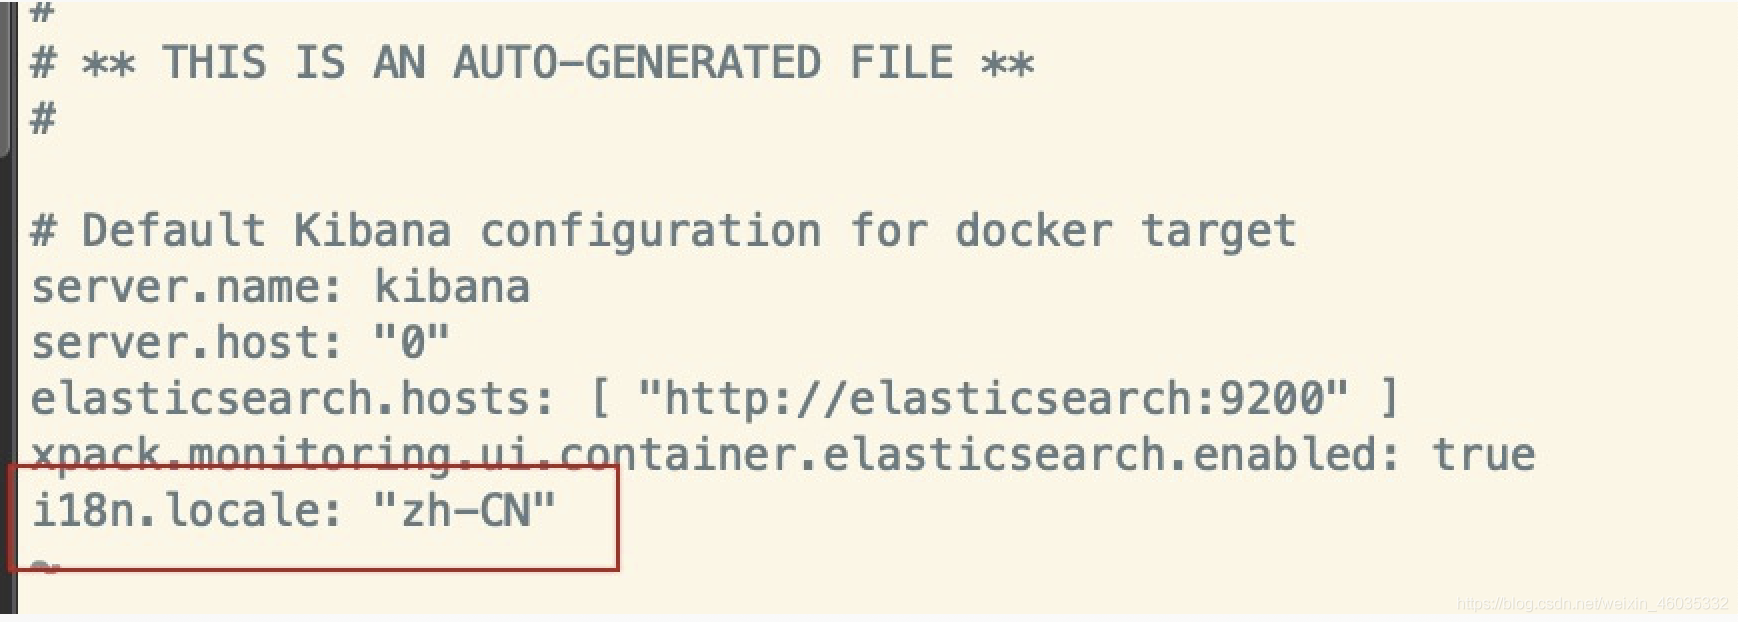 #
# ** THIS IS AN AUTO-GENERATED FILE **
#
# Default Kibana configuration for docker target
server.name: kibana
server.host: "0"
elasticsearch.hosts: [ "http://elasticsearch:9200" ]
xpack.monitoring.ui.container.elasticsearch.enabled: true
i18n.locale: "zh-CN"
~
https://blog.csdn.net/weixin_46035332